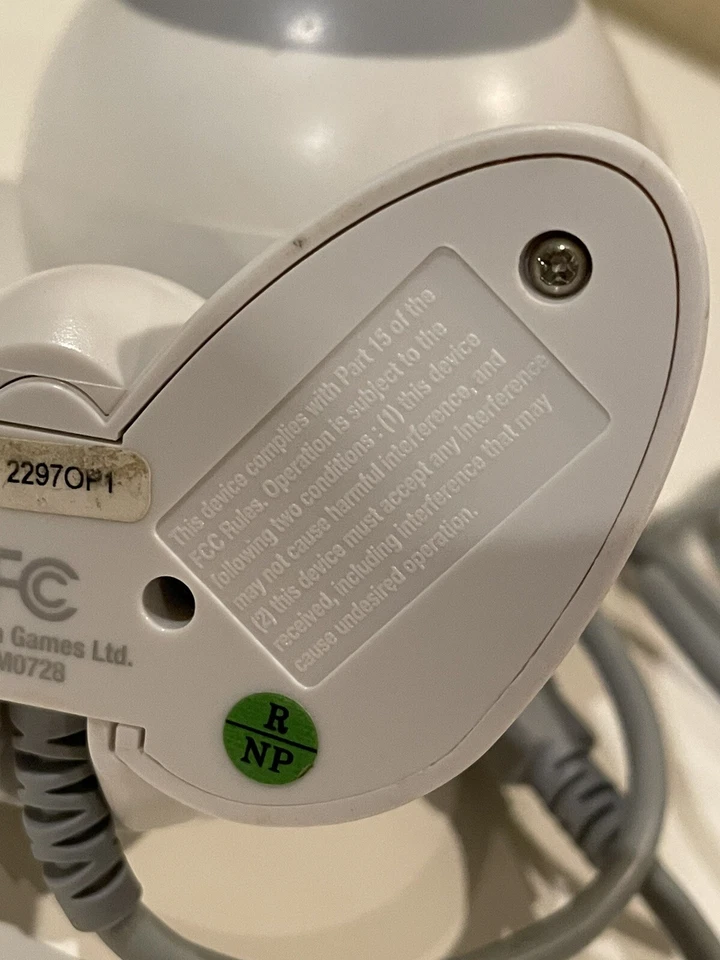 This device complies with Part 15 of the
FCC Rules. Operation is subject to the
following two conditions : (1) this device
may not cause harmful interference, and
(2) this device must accept any interference
received, including interference that may
cause undesired operation.
2297OP1
FC
Games Ltd.
M0728
R
NP